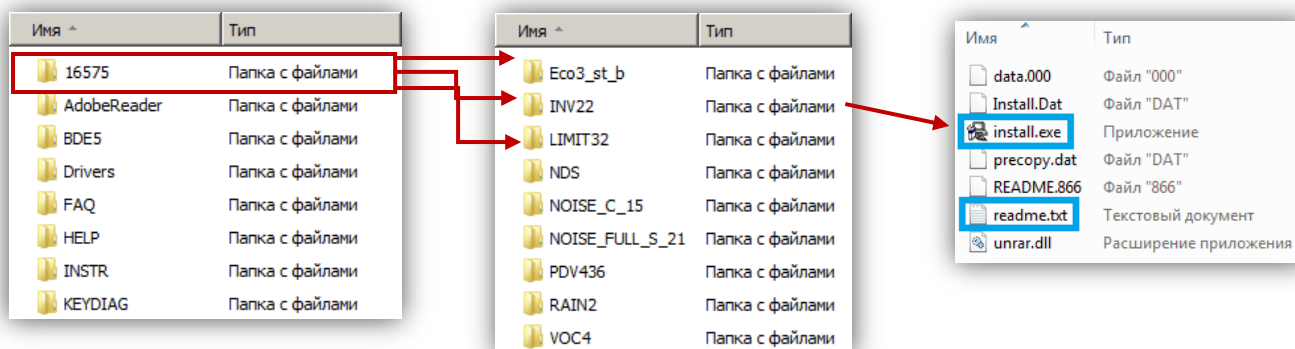 Имя Тип
16575 Папка с файлами
AdobeReader Папка с файлами
BDE5 Папка с файлами
Drivers Папка с файлами
FAQ Папка с файлами
HELP Папка с файлами
INSTR Папка с файлами
KEYDIAG Папка с файлами
Имя Тип
Eco3_st_b Папка с файлами
INV22 Папка с файлами
LIMIT32 Папка с файлами
NDS Папка с файлами
NOISE_C_15 Папка с файлами
NOISE_FULL_S_21 Папка с файлами
PDV436 Папка с файлами
RAIN2 Папка с файлами
VOC4 Папка с файлами
Имя Тип
data.000 Файл "000"
Install.Dat Файл "DAT"
install.exe Приложение
precopy.dat Файл "DAT"
README.866 Файл "866"
readme.txt Текстовый документ
unrar.dll Расширение приложения